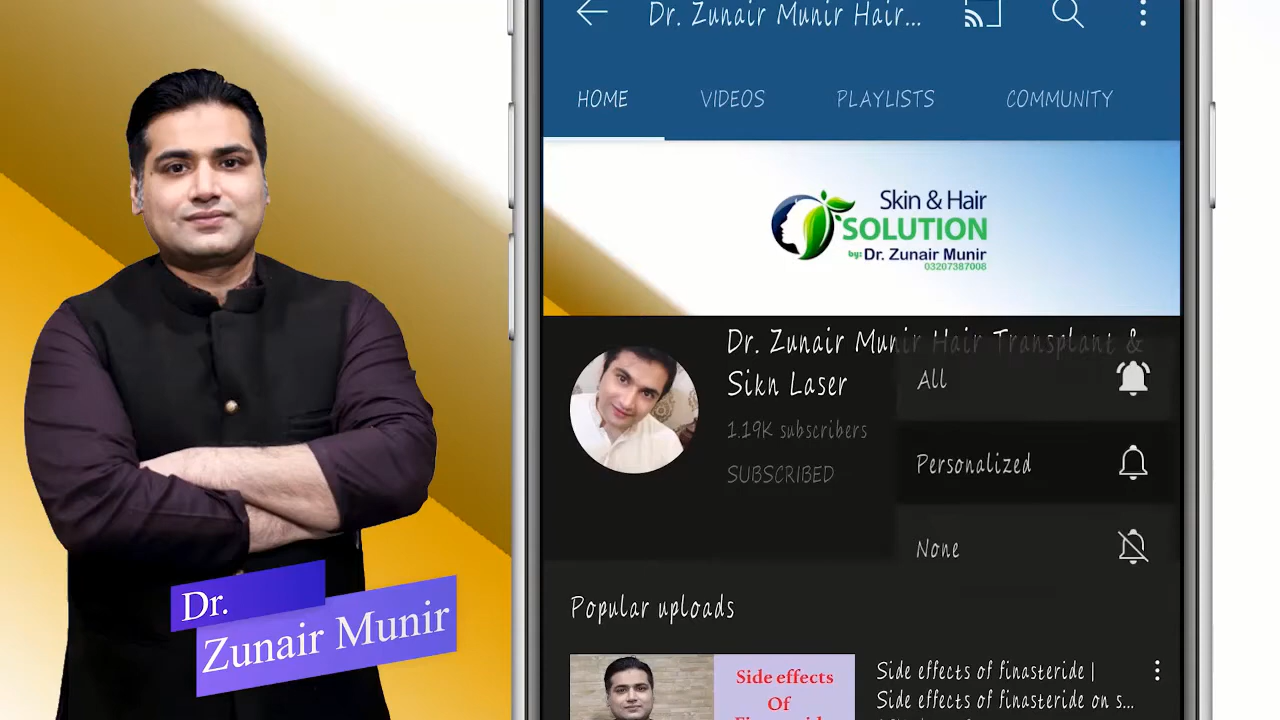 Dr. Zunair Munir Hair...
HOME VIDEOS PLAYLISTS COMMUNITY
Skin & Hair
SOLUTION
by: Dr. Zunair Munir
03207387008
Dr. Zunair Munir Hair Transplant &
Sikn Laser
1.19K subscribers
SUBSCRIBED
All
Personalized
None
Popular uploads
Side effects
Of
Side effects of finasteride |
Side effects of finasteride on s...
Dr.
Zunair Munir